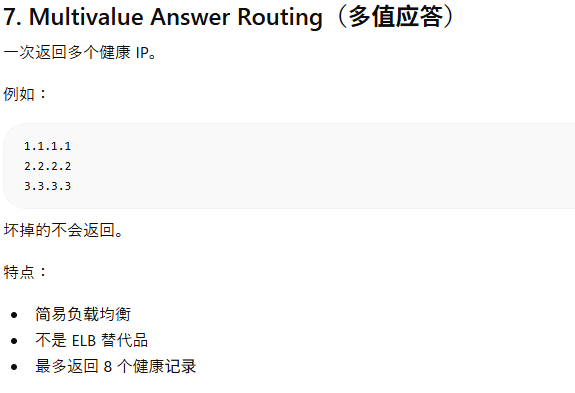 7. Multivalue Answer Routing（多值应答）
一次返回多个健康 IP。
例如：
1.1.1.1
2.2.2.2
3.3.3.3
坏掉的不会返回。
特点：
• 简易负载均衡
• 不是 ELB 替代品
• 最多返回 8 个健康记录